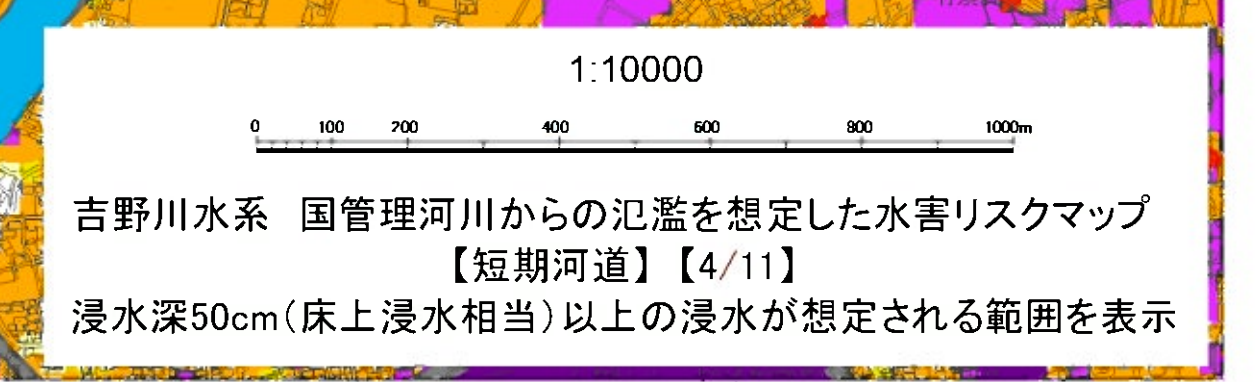 1:10000
0 100 200 400 600 800 1000m
吉野川水系　国管理河川からの氾濫を想定した水害リスクマップ
【短期河道】【4/11】
浸水深50cm(床上浸水相当)以上の浸水が想定される範囲を表示